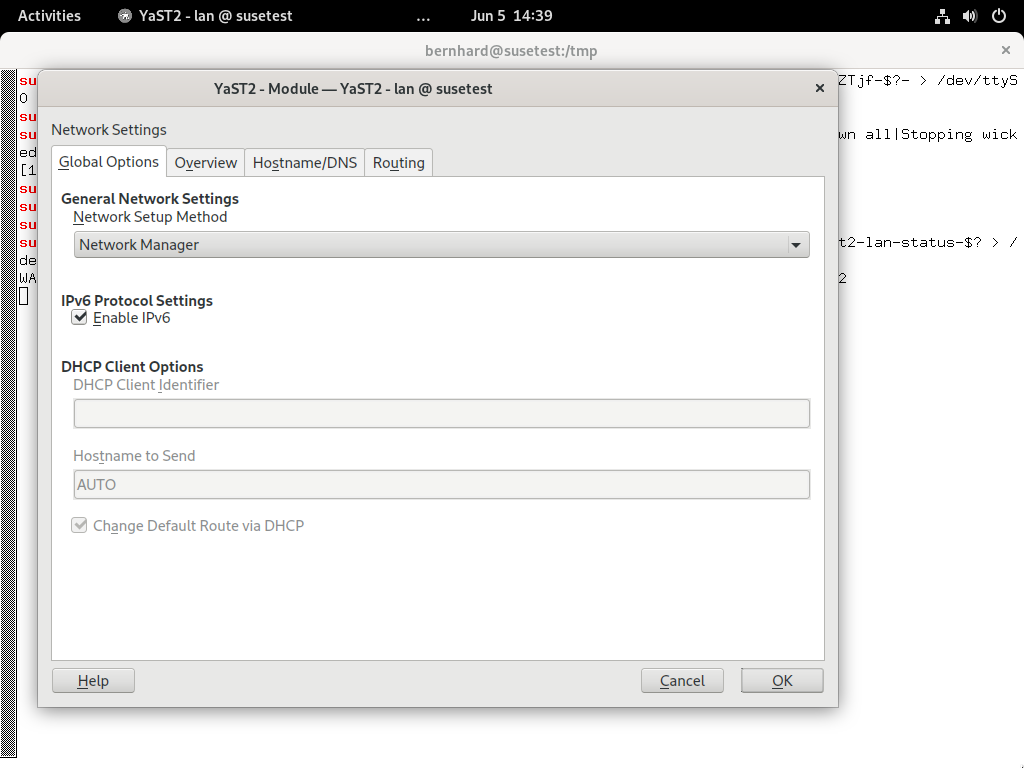 Activities
YaST2 - lan @ susetest
...
Jun 5 14:39
bernhard@susetest:/tmp
×
su
ZTjf-$?- > /dev/ttyS
0
su
su
wn all|Stopping wick
ed
[1
su
su
su
su
t2-lan-status-$? > /
de
WA
2
YaST2 - Module — YaST2 - lan @ susetest
×
Network Settings
Global Options
Overview
Hostname/DNS
Routing
General Network Settings
Network Setup Method
Network Manager
IPv6 Protocol Settings
Enable IPv6
DHCP Client Options
DHCP Client Identifier
Hostname to Send
AUTO
Change Default Route via DHCP
Help
Cancel
OK